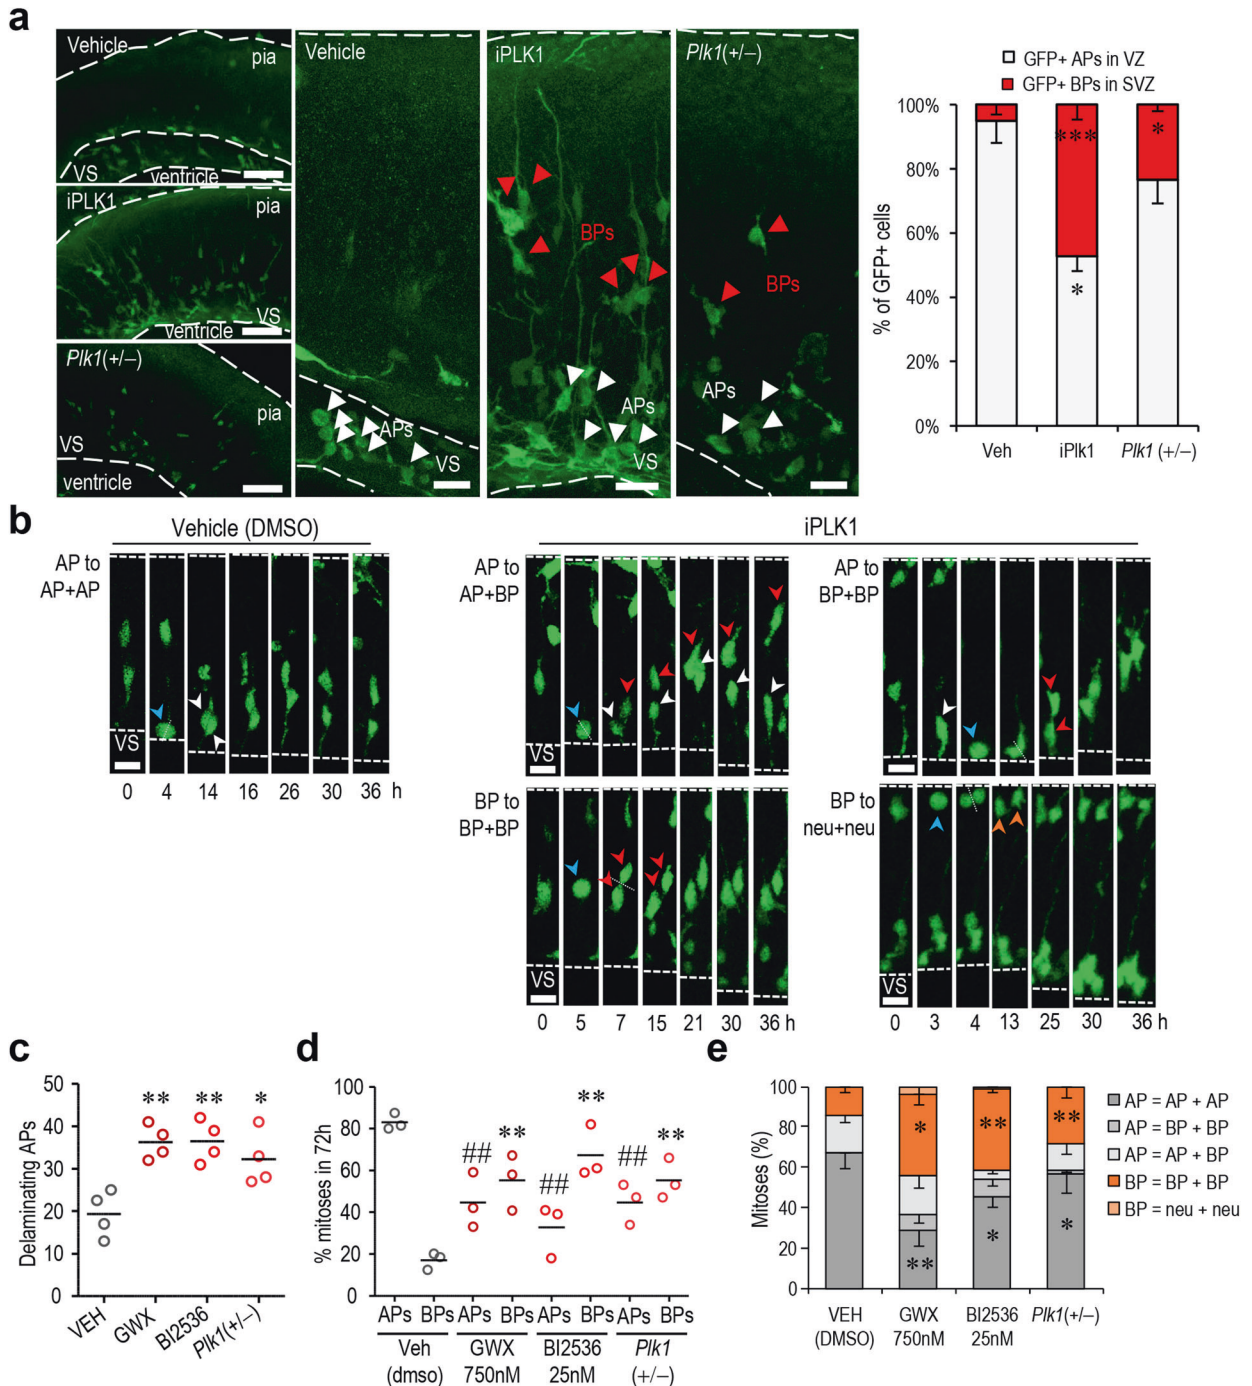 a
Vehicle
pia
VS
ventricle
iPLK1
pia
VS
ventricle
Plk1(+/–)
pia
VS
ventricle
Vehicle
APs
VS
iPLK1
BPs
APs
VS
Plk1(+/–)
BPs
APs
GFP+ APs in VZ
GFP+ BPs in SVZ
% of GFP+ cells
100%
80%
60%
40%
20%
0%
***
*
*
Veh
iPlk1
Plk1 (+/–)
b
Vehicle (DMSO)
iPLK1
AP to
AP+AP
VS
0 4 14 16 26 30 36 h
AP to
AP+BP
VS
AP to
BP+BP
BP to
BP+BP
VS
0 5 7 15 21 30 36 h
BP to
neu+neu
VS
0 3 4 13 25 30 36 h
c
Delaminating APs
50
40
30
20
10
0
** ** *
VEH
GWX
BI2536
Plk1(+/–)
d
% mitoses in 72h
100
80
60
40
20
0
## ** ## ** ## **
APs BPs APs BPs APs BPs APs BPs
Veh
(dmso)
GWX
750nM
BI2536
25nM
Plk1
(+/–)
e
Mitoses (%)
100
80
60
40
20
0
* ** **
** * *
VEH
(DMSO)
GWX
750nM
BI2536
25nM
Plk1(+/–)
AP = AP + AP
AP = BP + BP
AP = AP + BP
BP = BP + BP
BP = neu + neu